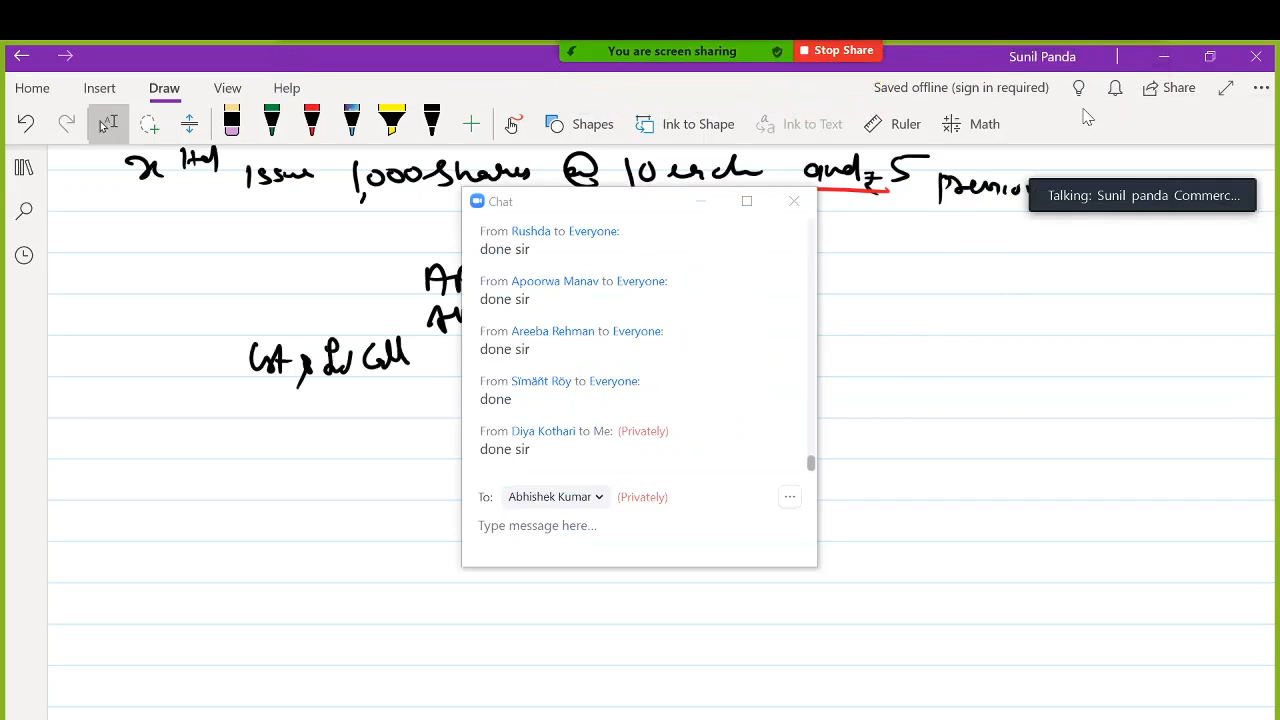 You are screen sharing
Stop Share
Sunil Panda
Home Insert Draw View Help
Saved offline (sign in required) Share
Shapes Ink to Shape Ink to Text Ruler Math
x ltd issue 1,000 shares @ 10 each and ₹ 5
Talking: Sunil panda Commerc...
Chat
From Rushda to Everyone:
done sir
From Apoorwa Manav to Everyone:
done sir
From Areeba Rehman to Everyone:
done sir
From Sïmäñt Röy to Everyone:
done
From Diya Kothari to Me: (Privately)
done sir
To: Abhishek Kumar (Privately)
Type message here...